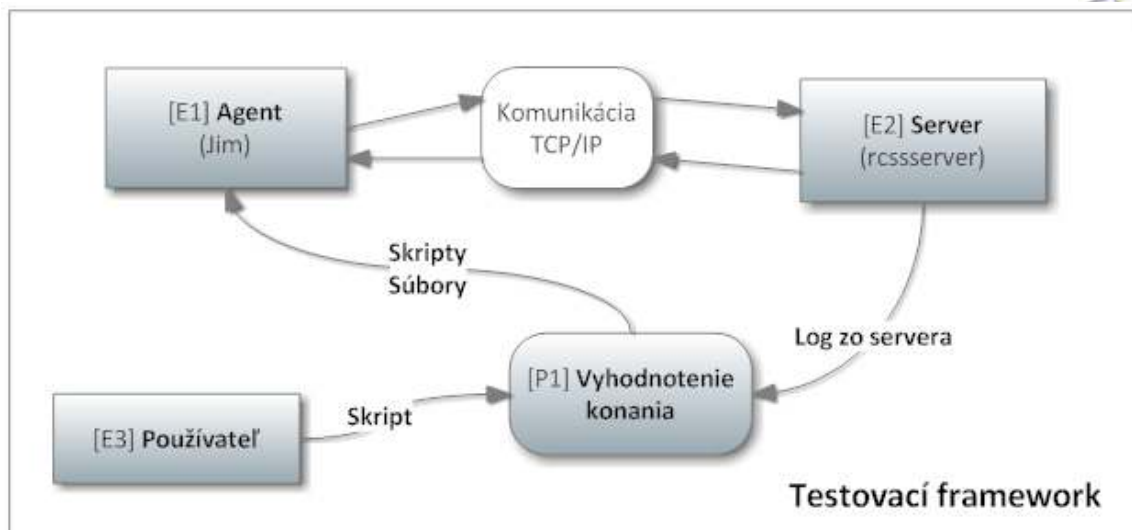 [E1] Agent
(Jim)
Komunikácia
TCP/IP
[E2] Server
(rcssserver)
Skripty
Súbory
Log zo servera
[P1] Vyhodnotenie
konania
[E3] Používateľ
Skript
Testovací framework